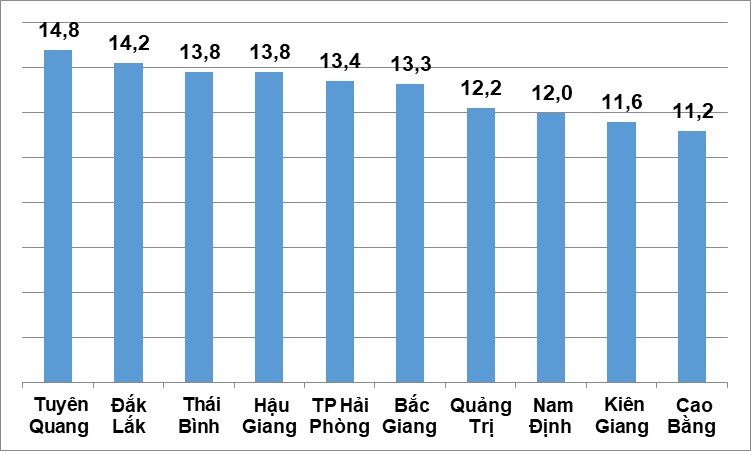 14,8
14,2
13,8
13,8
13,4
13,3
12,2
12,0
11,6
11,2
Tuyên
Quang
Đắk
Lắk
Thái
Bình
Hậu
Giang
TP Hải
Phòng
Bắc
Giang
Quảng
Trị
Nam
Định
Kiên
Giang
Cao
Bằng